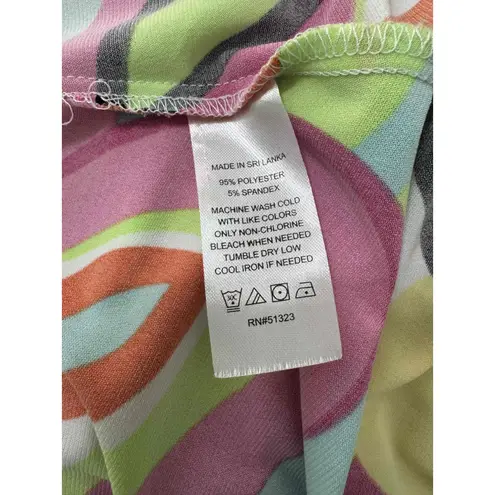 MADE IN SRI LANKA
95% POLYESTER
5% SPANDEX
MACHINE WASH COLD
WITH LIKE COLORS
ONLY NON-CHLORINE
BLEACH WHEN NEEDED
TUMBLE DRY LOW
COOL IRON IF NEEDED
RN#51323